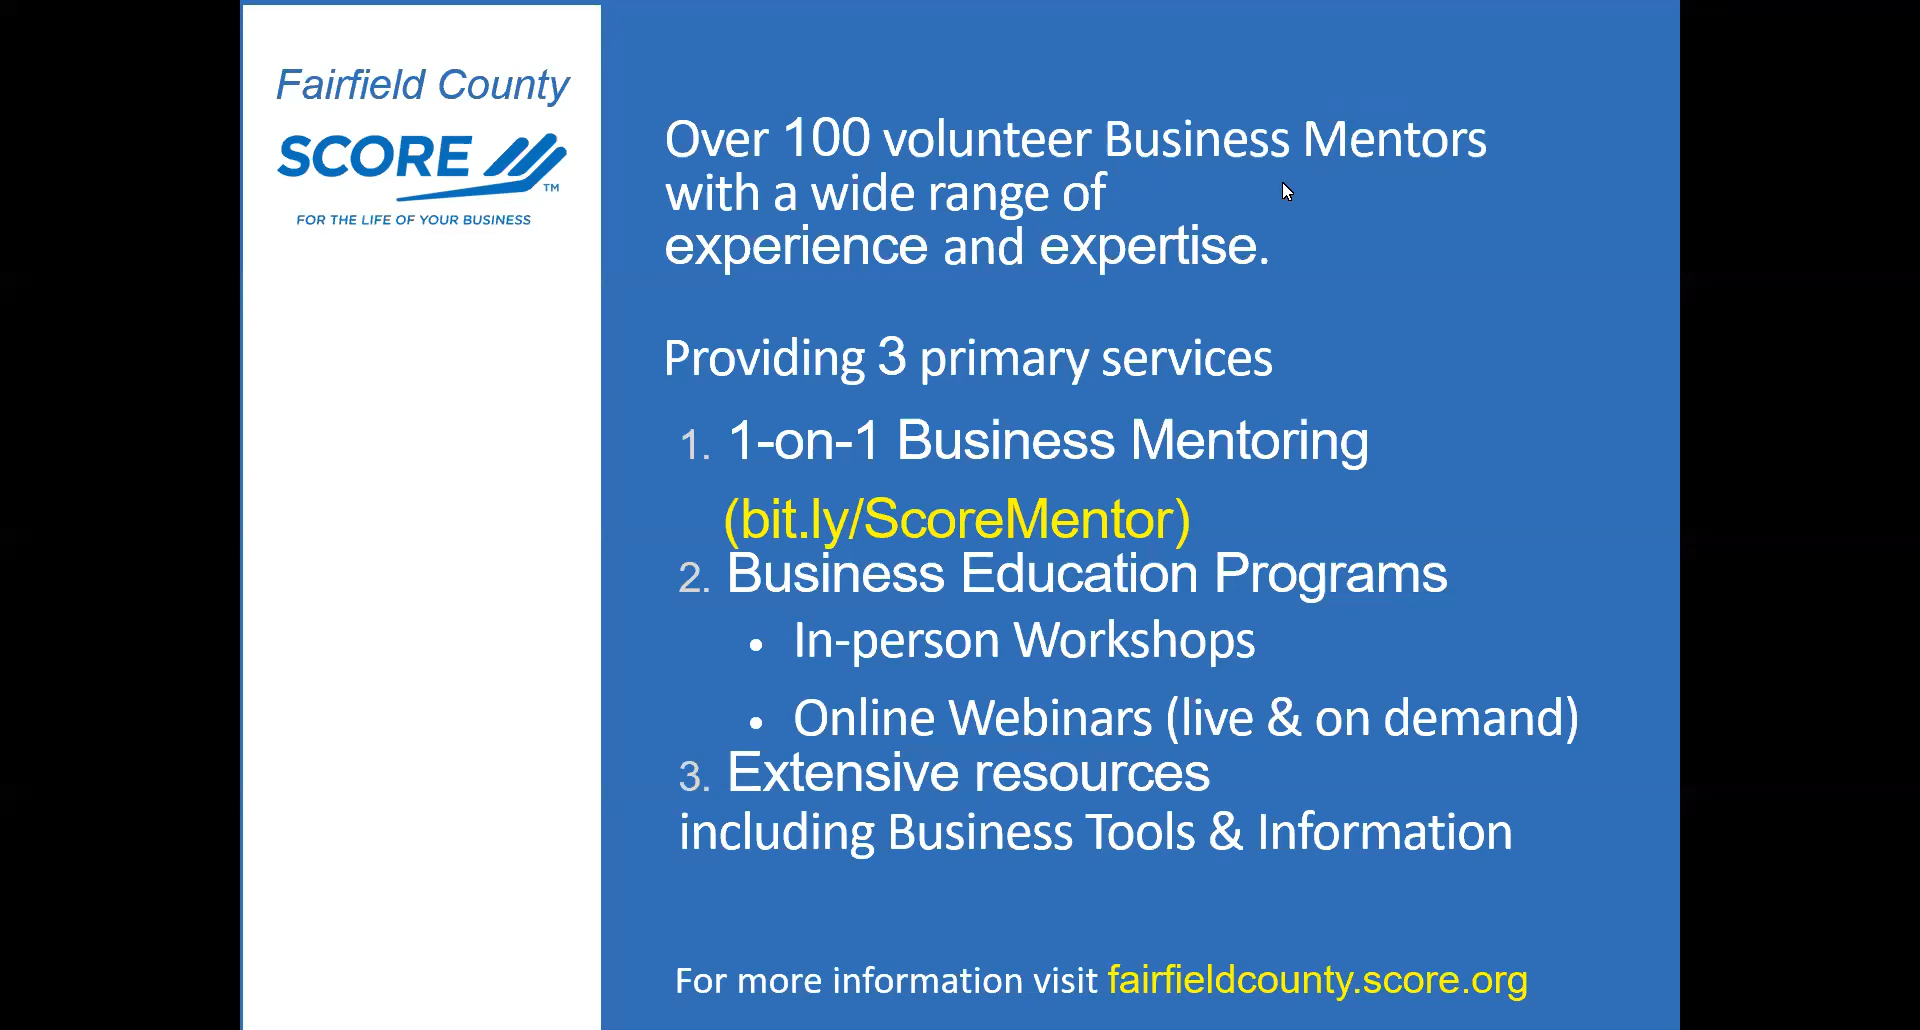 Fairfield County
SCORE
TM
FOR THE LIFE OF YOUR BUSINESS
Over 100 volunteer Business Mentors
with a wide range of
experience and expertise.
Providing 3 primary services
1. 1-on-1 Business Mentoring
(bit.ly/ScoreMentor)
2. Business Education Programs
• In-person Workshops
• Online Webinars (live & on demand)
3. Extensive resources
including Business Tools & Information
For more information visit fairfieldcounty.score.org